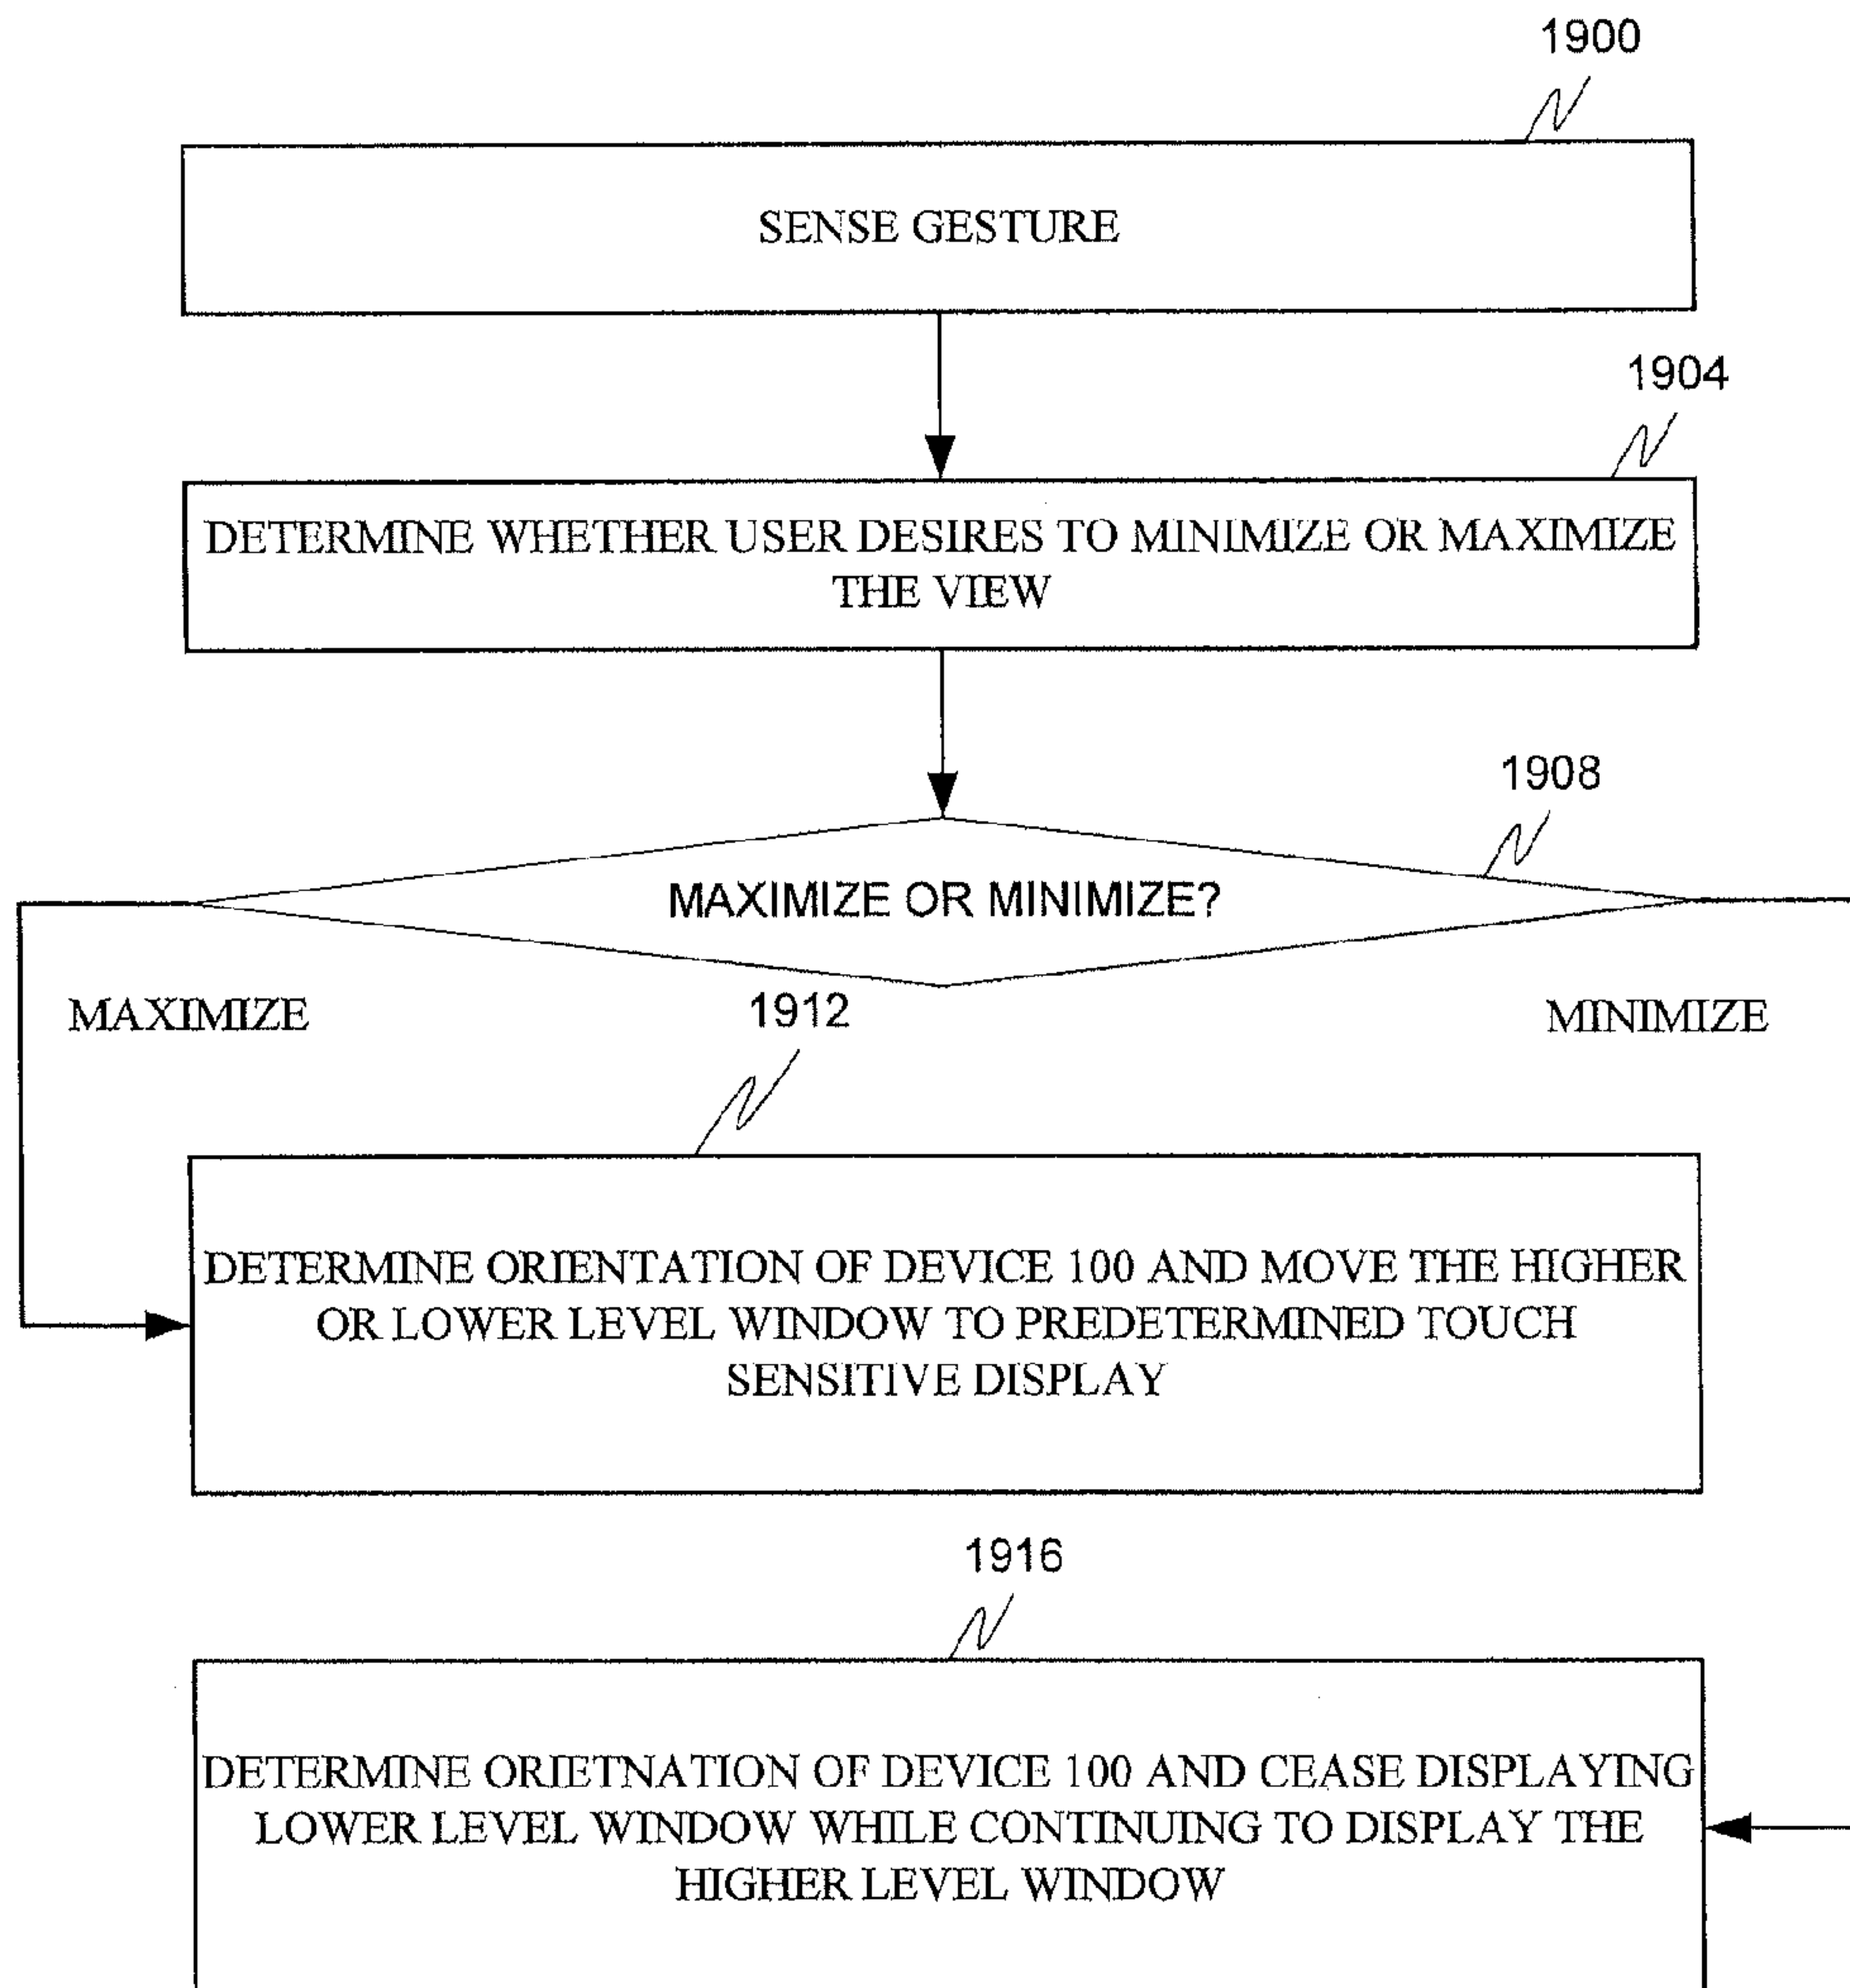 1900
SENSE GESTURE
1904
DETERMINE WHETHER USER DESIRES TO MINIMIZE OR MAXIMIZE
THE VIEW
1908
MAXIMIZE OR MINIMIZE?
MAXIMIZE
1912
MINIMIZE
DETERMINE ORIENTATION OF DEVICE 100 AND MOVE THE HIGHER
OR LOWER LEVEL WINDOW TO PREDETERMINED TOUCH
SENSITIVE DISPLAY
1916
DETERMINE ORIETNATION OF DEVICE 100 AND CEASE DISPLAYING
LOWER LEVEL WINDOW WHILE CONTINUING TO DISPLAY THE
HIGHER LEVEL WINDOW